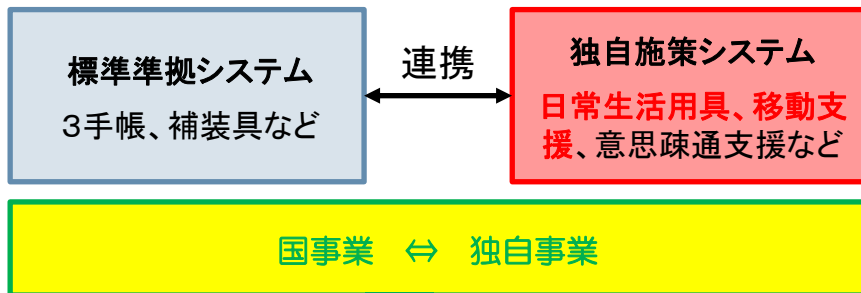 標準準拠システム
３手帳、補装具など
連携
独自施策システム
日常生活用具、移動支
援、意思疎通支援など
国事業　⇔　独自事業